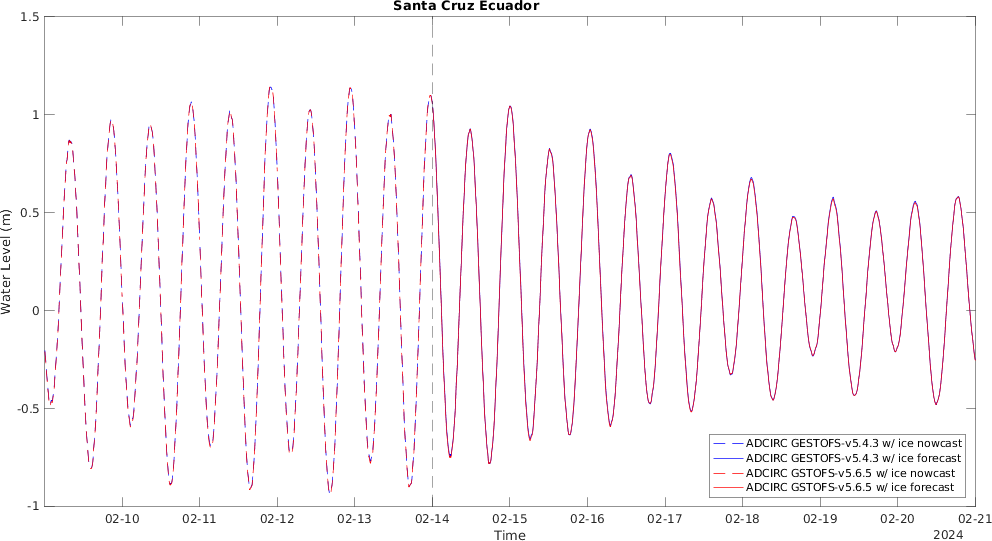 Santa Cruz Ecuador
1.5
1
0.5
0
-0.5
-1
Water Level (m)
02-10 02-11 02-12 02-13 02-14 02-15 02-16 02-17 02-18 02-19 02-20 02-21
Time
2024
ADCIRC GESTOFS-v5.4.3 w/ ice nowcast
ADCIRC GESTOFS-v5.4.3 w/ ice forecast
ADCIRC GSTOFS-v5.6.5 w/ ice nowcast
ADCIRC GSTOFS-v5.6.5 w/ ice forecast